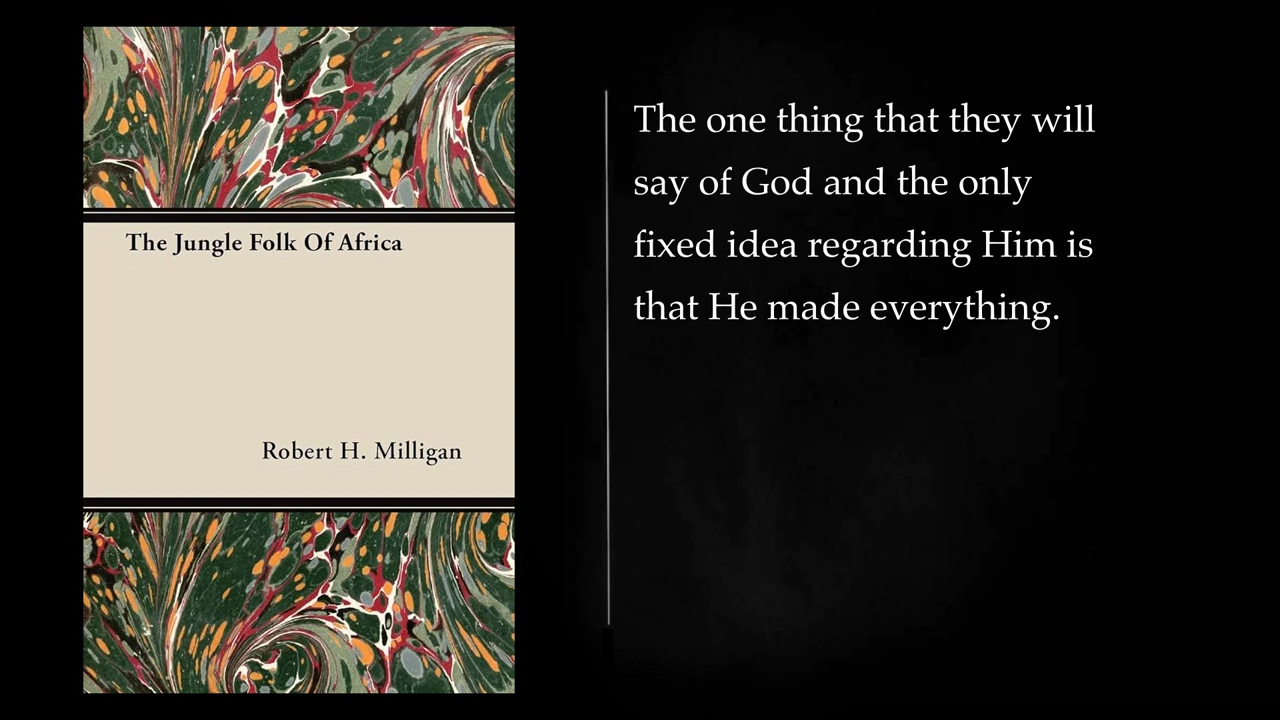 The Jungle Folk Of Africa
Robert H. Milligan
The one thing that they will
say of God and the only
fixed idea regarding Him is
that He made everything.